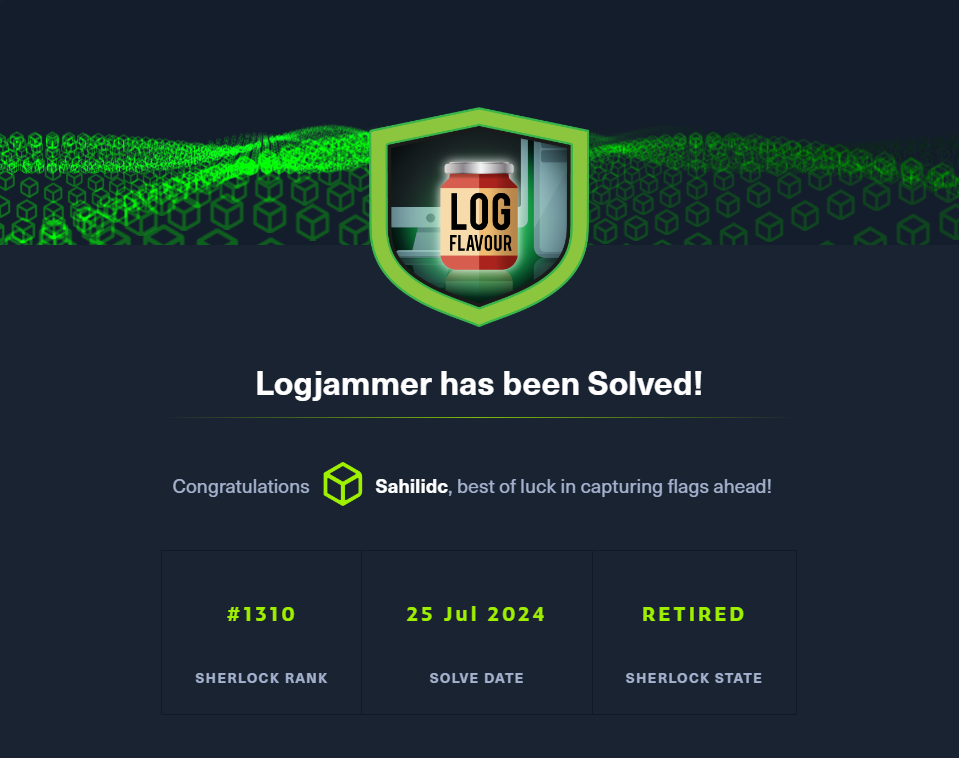 LOG
FLAVOUR
Logjammer has been Solved!
Congratulations Sahilidc, best of luck in capturing flags ahead!
#1310 25 Jul 2024 RETIRED
SHERLOCK RANK SOLVE DATE SHERLOCK STATE